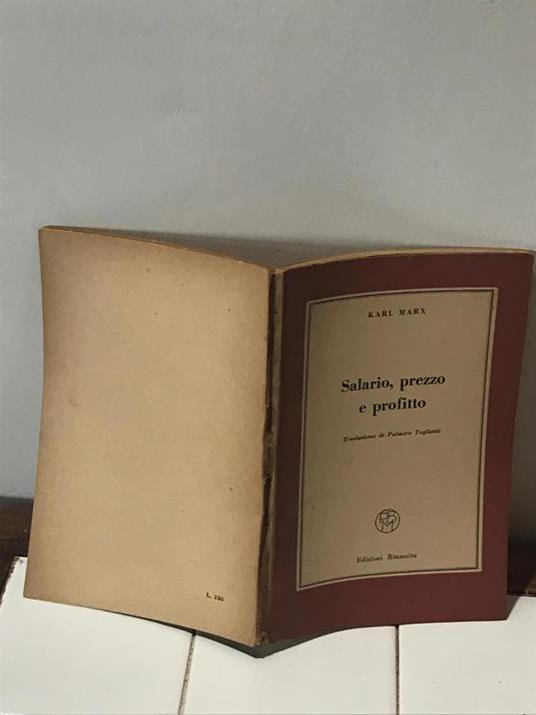 KARL MARX
Salario, prezzo
e profitto
Traduzione di Palmiro Togliatti
Edizioni Rinascita
L. 150